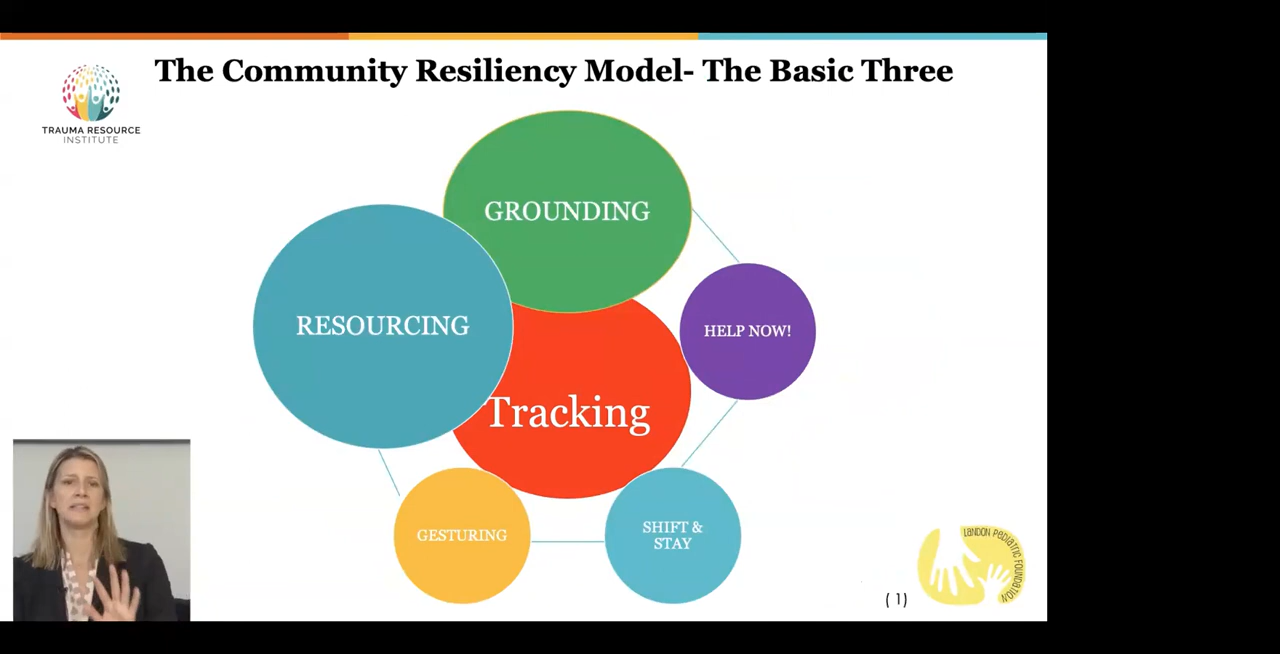 The Community Resiliency Model- The Basic Three
TRAUMA RESOURCE
INSTITUTE
GROUNDING
RESOURCING
HELP NOW!
Tracking
GESTURING
SHIFT &
STAY
LANDON PEDIATRIC FOUNDATION
( 1)